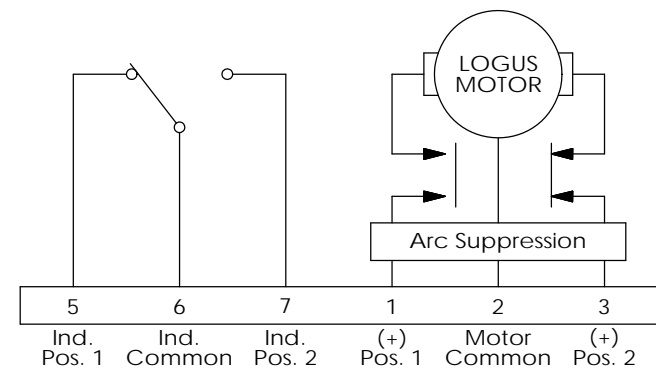 LOGUS
MOTOR
Arc Suppression
5 6 7 1 2 3
Ind. Ind. Ind. (+) Motor (+)
Pos. 1 Common Pos. 2 Pos. 1 Common Pos. 2